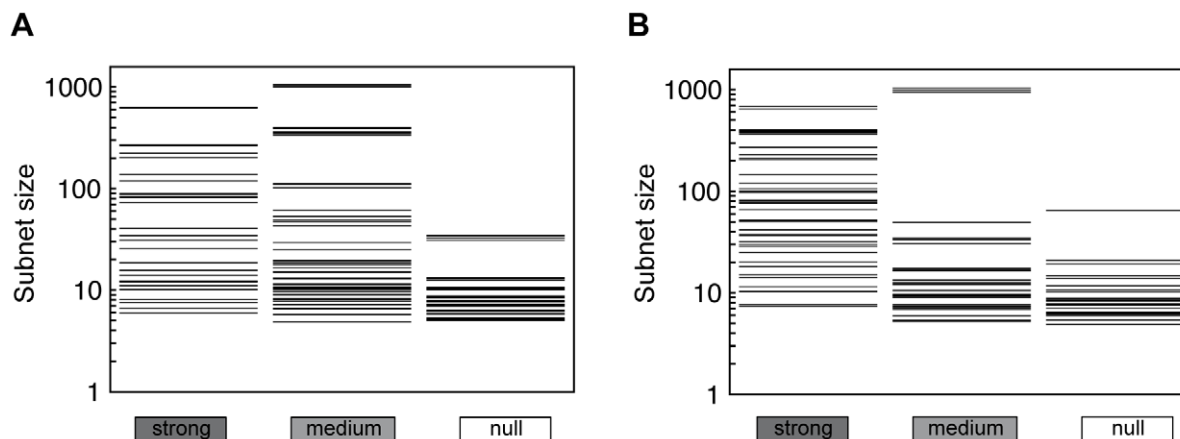 A
Subnet size
1000
100
10
1
strong
medium
null
B
Subnet size
1000
100
10
1
strong
medium
null